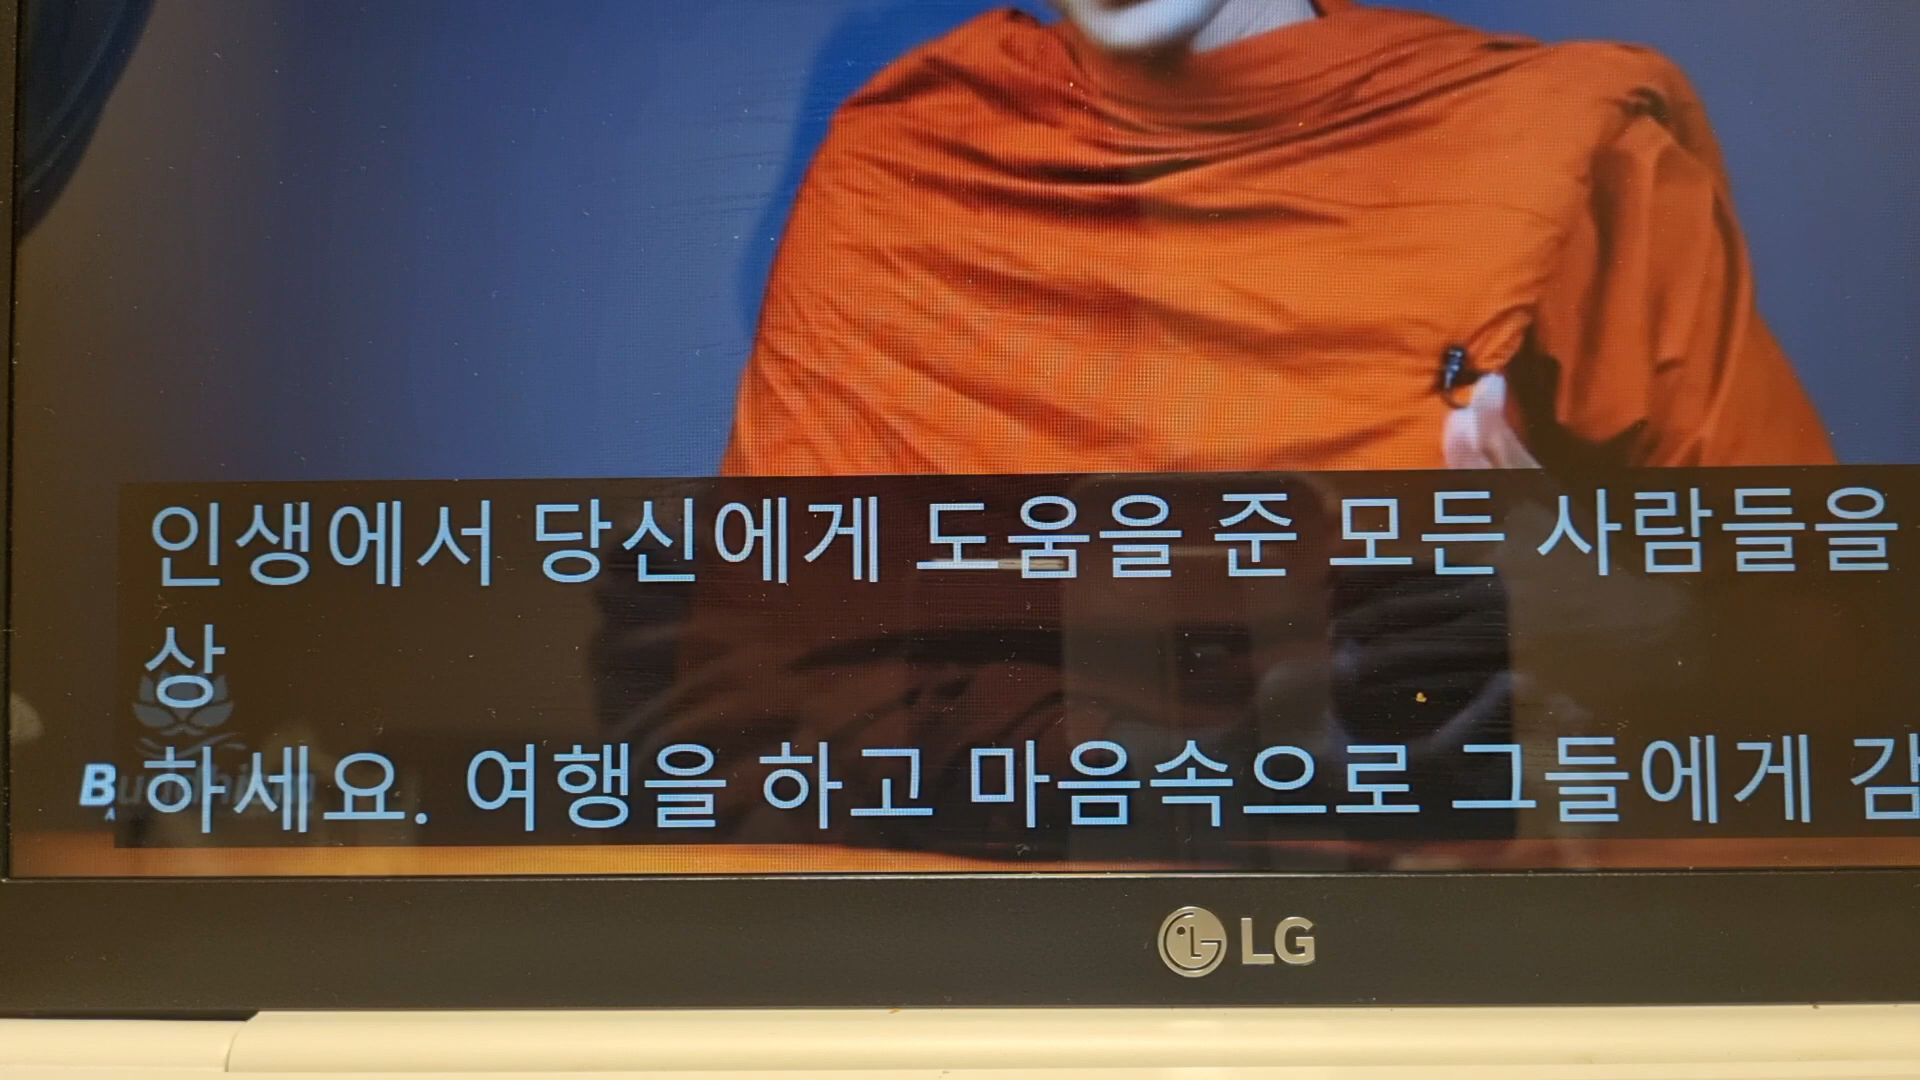 인생에서 당신에게 도움을 준 모든 사람들을
상
하세요. 여행을 하고 마음속으로 그들에게 감
Buddhism
LG